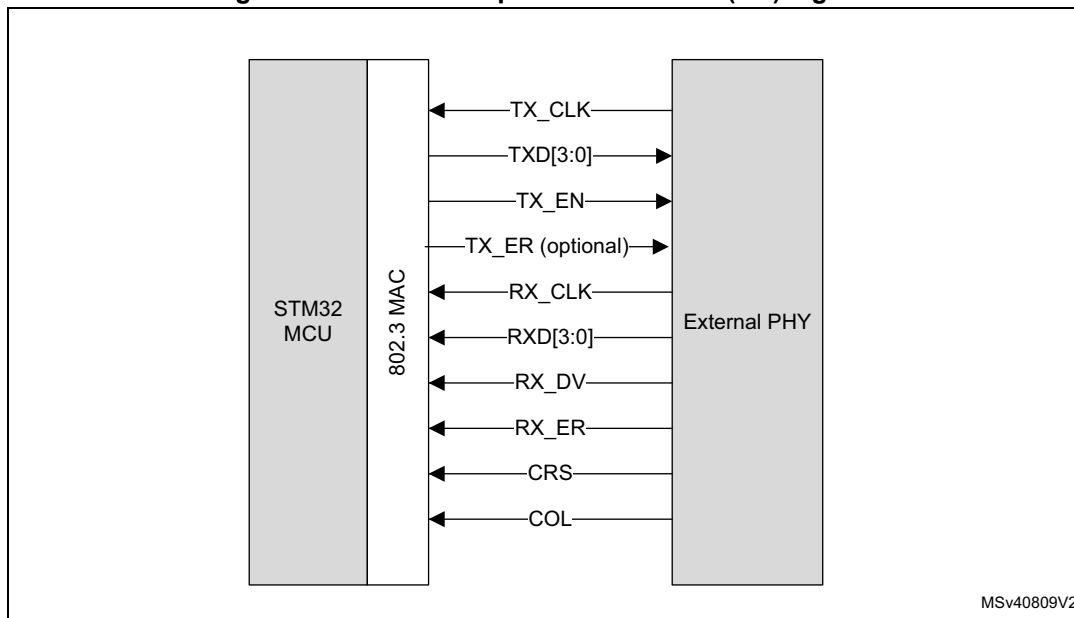 TX_CLK
TXD[3:0]
TX_EN
TX_ER (optional)
RX_CLK
RXD[3:0]
RX_DV
RX_ER
CRS
COL
STM32
MCU
802.3 MAC
External PHY
MSv40809V2